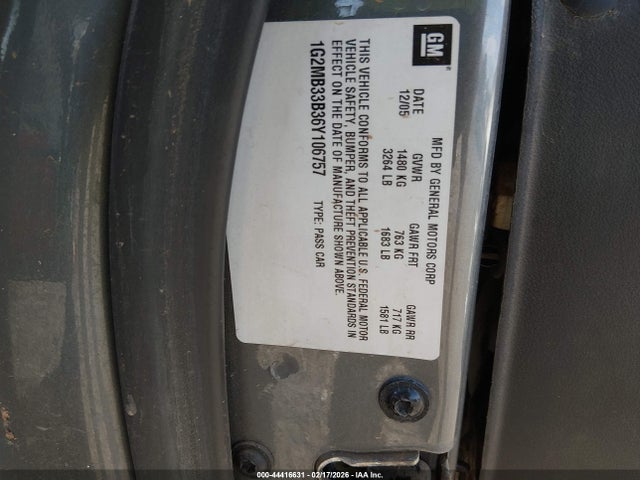 GM
MFD BY GENERAL MOTORS CORP
DATE GVWR GAWR FRT GAWR RR
12/05 1480 KG 763 KG 717 KG
3264 LB 1683 LB 1581 LB
THIS VEHICLE CONFORMS TO ALL APPLICABLE U.S. FEDERAL MOTOR
VEHICLE SAFETY, BUMPER, AND THEFT PREVENTION STANDARDS IN
EFFECT ON THE DATE OF MANUFACTURE SHOWN ABOVE.
1G2MB33B36Y106757 TYPE: PASS CAR
000-44416631 - 02/17/2026 - IAAI.COM